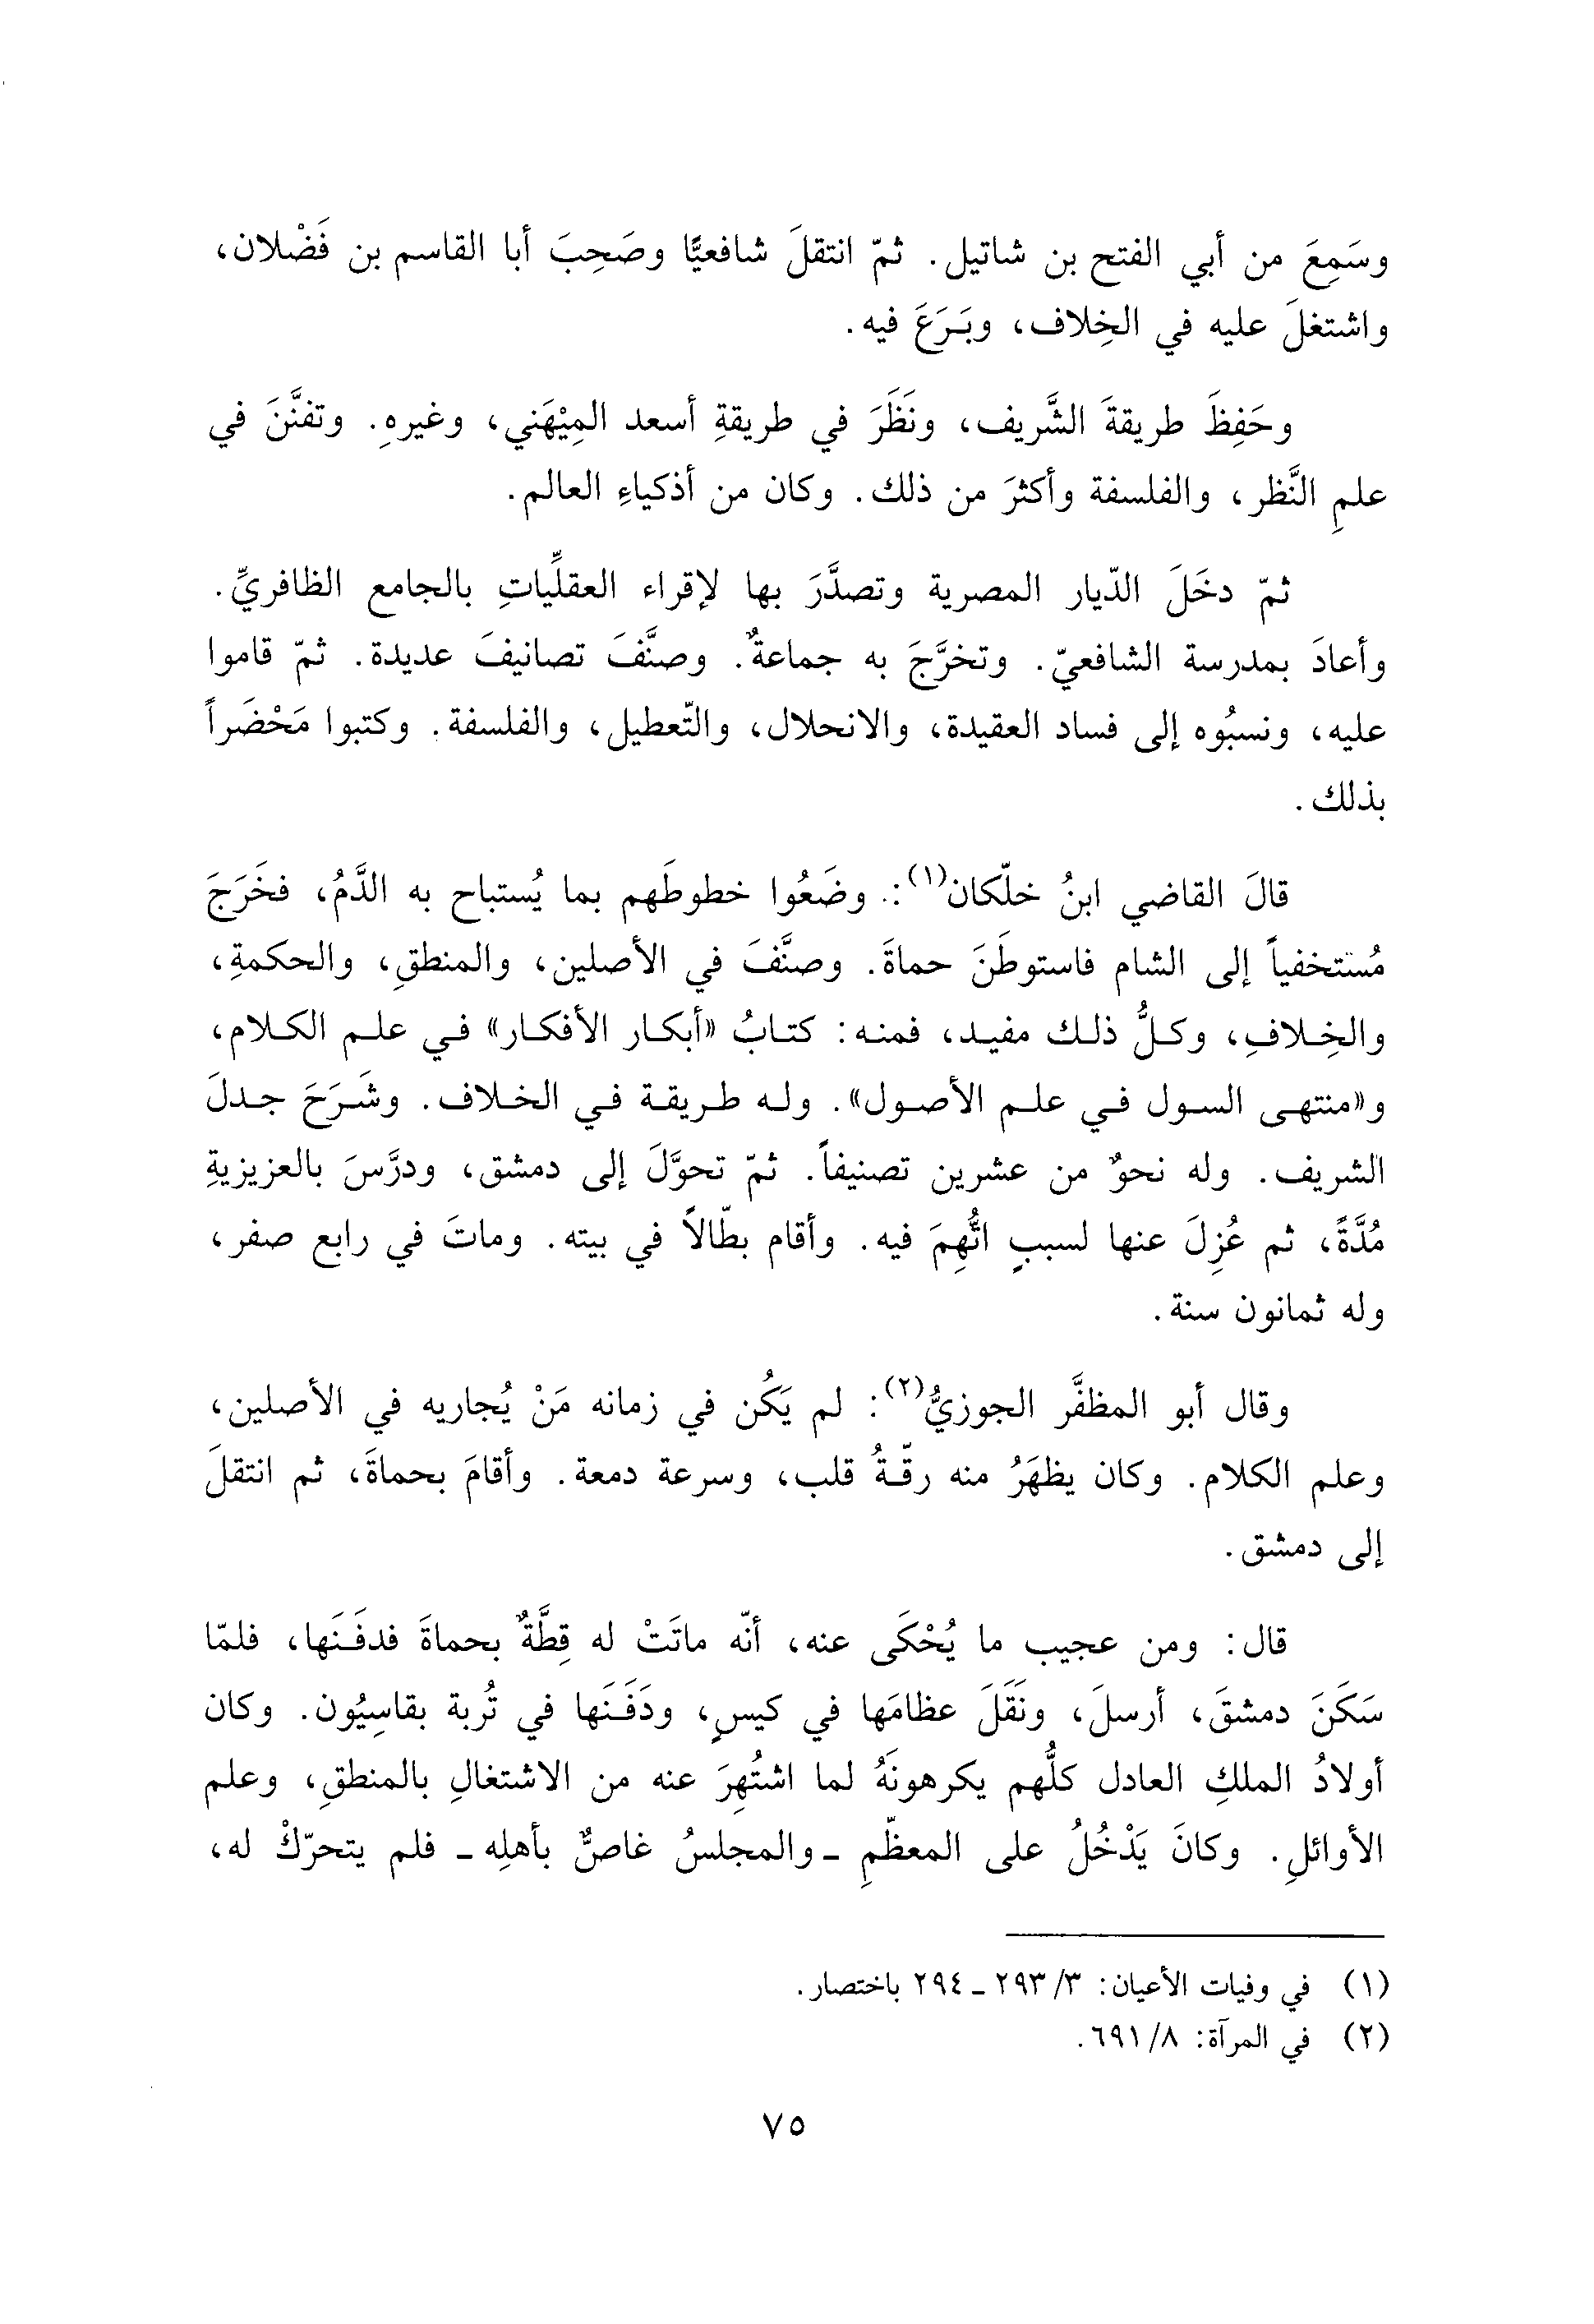 وسَمِعَ من أبي الفتح بن شاتيل. ثمّ انتقلَ شافعيًّا وصَحِبَ أبا القاسم بن فَضْلان،
واشتغلَ عليه في الخِلاف، وبَـرَعَ فيه.
وحَفِظَ طريقةَ الشَّريف، ونَظَرَ في طريقةِ أسعد المِيْهَني، وغيرهِ. وتفنَّنَ في
علمِ النَّظر، والفلسفة وأكثرَ من ذلك. وكان من أذكياءِ العالم.
ثمّ دخَلَ الدّيار المصرية وتصدَّرَ بها لإقراء العقلِّياتِ بالجامع الظافريِّ.
وأعادَ بمدرسة الشافعيّ. وتخرَّجَ به جماعةٌ. وصنَّفَ تصانيفَ عديدة. ثمّ قاموا
عليه، ونسبُوه إلى فساد العقيدة، والانحلال، والتّعطيل، والفلسفة. وكتبوا مَحْضَراً
بذلك.
قالَ القاضي ابنُ خلّكان(١): وضَعُوا خطوطَهم بما يُستباح به الدَّمُ، فخَرَجَ
مُستخفياً إلى الشام فاستوطَنَ حماةَ. وصنَّفَ في الأصلين، والمنطقِ، والحكمةِ،
والخِـلافِ، وكـلُّ ذلـك مفيـد، فمنـه: كتـابُ «أبكـار الأفكـار» فـي علـم الكـلام،
و«منتهـى السـول فـي علـم الأصـول». ولـه طـريقـة فـي الخـلاف. وشَـرَحَ جـدلَ
الشريف. وله نحوٌ من عشرين تصنيفاً. ثمّ تحوَّلَ إلى دمشق، ودرَّسَ بالعزيزيةِ
مُدَّةً، ثم عُزِلَ عنها لسببٍ اتُّهِمَ فيه. وأقام بطّالاً في بيته. وماتَ في رابع صفر،
وله ثمانون سنة.
وقال أبو المظفَّر الجوزيُّ(٢): لم يَكُن في زمانه مَنْ يُجاريه في الأصلين،
وعلم الكلام. وكان يظهَرُ منه رقّـةُ قلب، وسرعة دمعة. وأقامَ بحماةَ، ثم انتقلَ
إلى دمشق.
قال: ومن عجيب ما يُحْكَى عنه، أنّه ماتَتْ له قِطَّةٌ بحماةَ فدفَـنَها، فلمّا
سَكَنَ دمشقَ، أرسلَ، ونَقَلَ عظامَها في كيسٍ، ودَفَـنَها في تُربة بقاسِيُون. وكان
أولادُ الملكِ العادل كلُّهم يكرهونَهُ لما اشتُهِرَ عنه من الاشتغالِ بالمنطقِ، وعلم
الأوائلِ. وكانَ يَدْخُلُ على المعظّمِ ـ والمجلسُ غاصٌّ بأهلِه ـ فلم يتحرّكْ له،
(١) في وفيات الأعيان: ٣/ ٢٩٣ ـ ٢٩٤ باختصار.
(٢) في المرآة: ٨/ ٦٩١.
٧٥